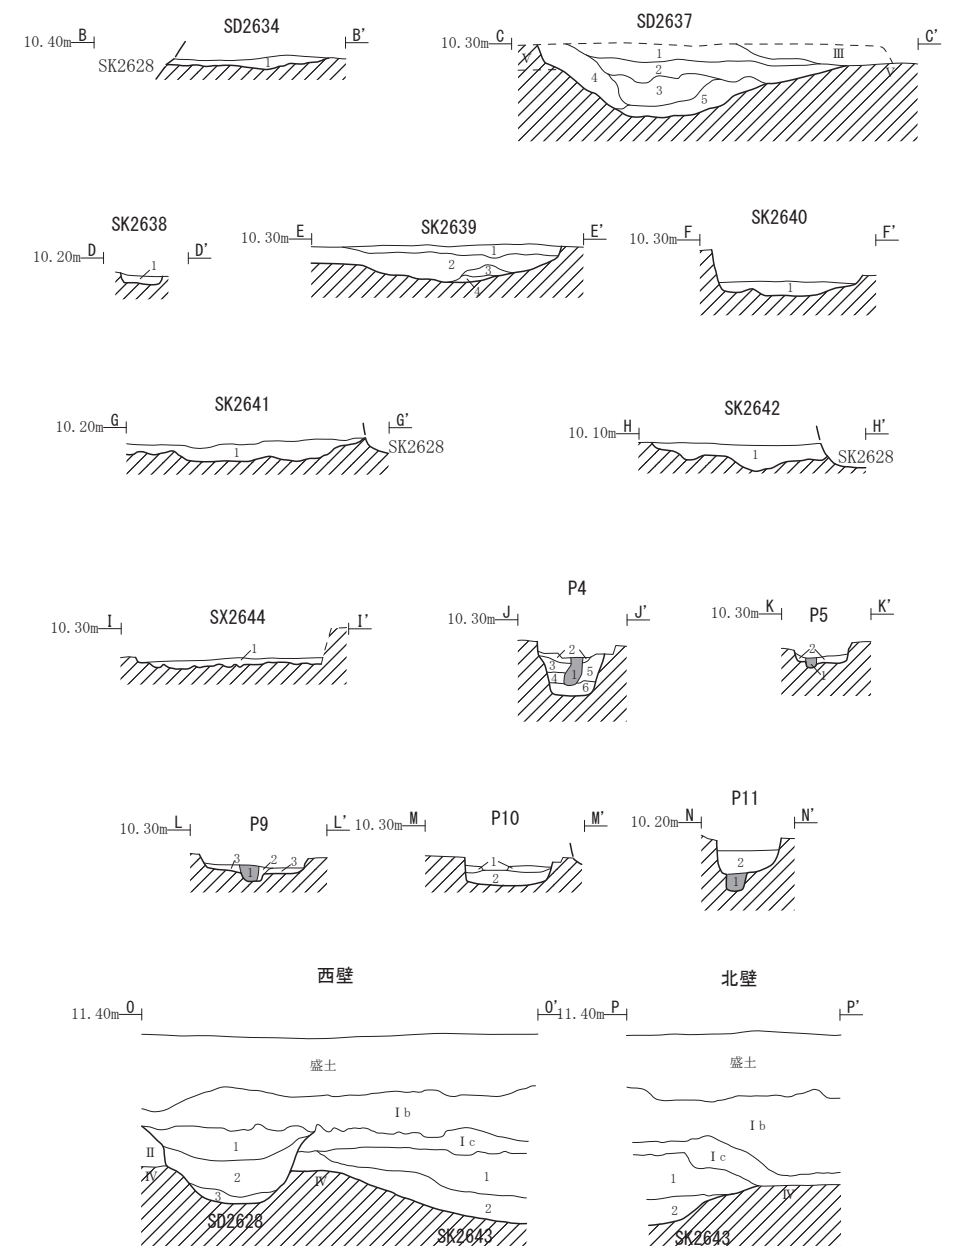 SD2634
10.40m B B'
SK2628
1
SD2637
10.30m C C'
V 1 Ⅲ V
2
4 3 5
SK2638
10.20m D D'
1
SK2639
10.30m E E'
1
2 3
4
SK2640
10.30m F F'
1
SK2641
10.20m G G'
1 SK2628
SK2642
10.10m H H'
1 SK2628
SX2644
10.30m I I'
1
P4
10.30m J J'
2
3 1 5
4 6
P5
10.30m K K'
2
1
P9
10.30m L L'
3 1 2 3
P10
10.30m M M'
1
2
P11
10.20m N N'
2
1
西壁
11.40m O O'
盛土
Ⅰb
Ⅰc
Ⅱ 1
Ⅳ 2 Ⅳ 1
3 2
SD2628
SK2643
北壁
11.40m P P'
盛土
Ⅰb
Ⅰc
1 Ⅳ
2
SK2643